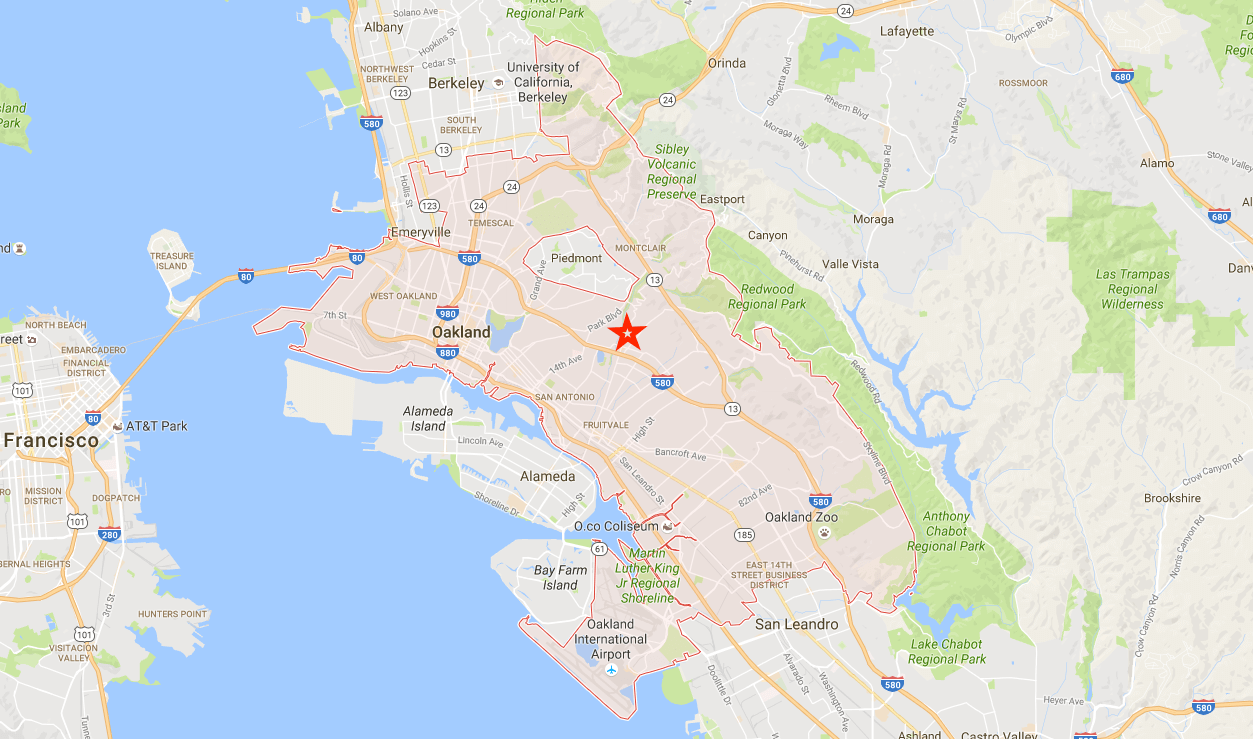 Tilden
Regional Park
Solano Ave
Albany
24
Lafayette
Olympic Blvd
Hopkins St
Cedar St
Orinda
NORTHWEST
BERKELEY
Berkeley
University of
California,
Berkeley
123
Glorietta Blvd
680
ROSSMOOR
24
Rheem Blvd
St Marys Rd
580
SOUTH
BERKELEY
Moraga Way
13
Sibley
Volcanic
Regional
Preserve
Moraga Rd
Alamo
Stone Valley
Hollis St
24
123
24
Eastport
680
TEMESCAL
Moraga
Emeryville
Canyon
MONTCLAIR
TREASURE
ISLAND
80
580
Piedmont
Pinehurst Rd
Valle Vista
80
Grand Ave
13
Las Trampas
Regional
Wilderness
Redwood
Regional Park
WEST OAKLAND
7th St
980
Park Blvd
NORTH BEACH
Oakland
EMBARCADERO
FINANCIAL
DISTRICT
880
14th Ave
Redwood Rd
580
101
SAN ANTONIO
13
80
AT&T Park
Alameda
Island
FRUITVALE
High St
Francisco
Lincoln Ave
Bancroft Ave
Skyline Blvd
San Leandro St
Alameda
MISSION
DISTRICT
DOGPATCH
Shoreline Dr
High St
82nd Ave
580
Crow Canyon Rd
Brookshire
101
280
O.co Coliseum
Oakland Zoo
Anthony
Chabot
Regional Park
185
61
Norris Canyon Rd
BERNAL HEIGHTS
Bay Farm
Island
Martin
Luther King
Jr Regional
Shoreline
EAST 14TH
STREET BUSINESS
DISTRICT
3rd St
HUNTERS POINT
Crow Canyon Rd
San Leandro
101
Oakland
International
Airport
VISITACION
VALLEY
Lake Chabot
Regional Park
Doolittle Dr
Alvarado St
Washington Ave
580
Heyer Ave
580
Ashland
Castro Valley